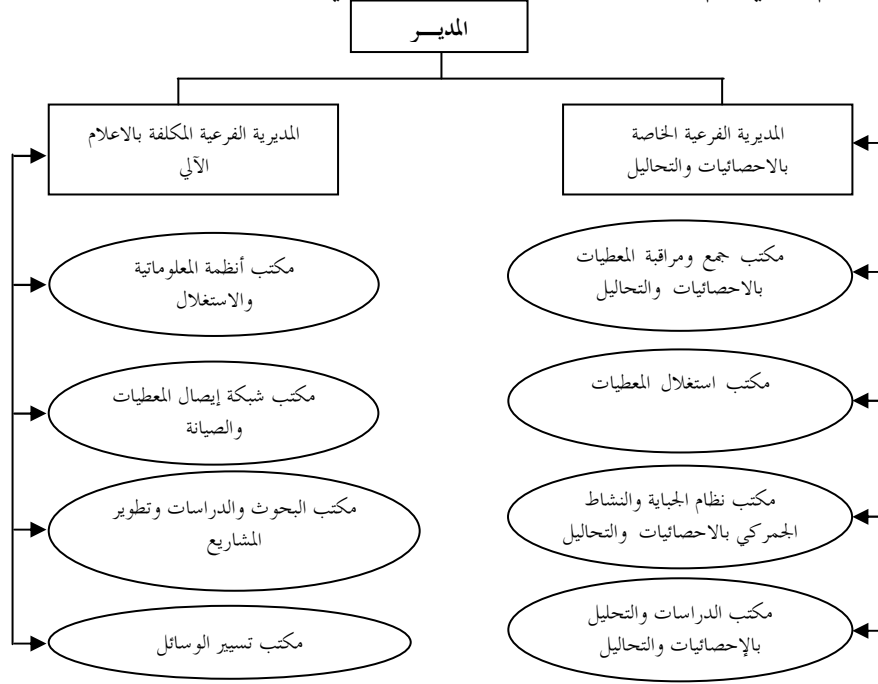 المديـــر
المديرية الفرعية الخاصة
بالاحصائيات والتحاليل
المديرية الفرعية المكلفة بالاعلام
الآلي
مكتب جمع ومراقبة المعطيات
بالاحصائيات والتحاليل
مكتب أنظمة المعلوماتية
والاستغلال
مكتب استغلال المعطيات
مكتب شبكة إيصال المعطيات
والصيانة
مكتب نظام الجباية والنشاط
الجمركي بالاحصائيات والتحاليل
مكتب البحوث والدراسات وتطوير
المشاريع
مكتب الدراسات والتحليل
بالإحصائيات والتحاليل
مكتب تسيير الوسائل